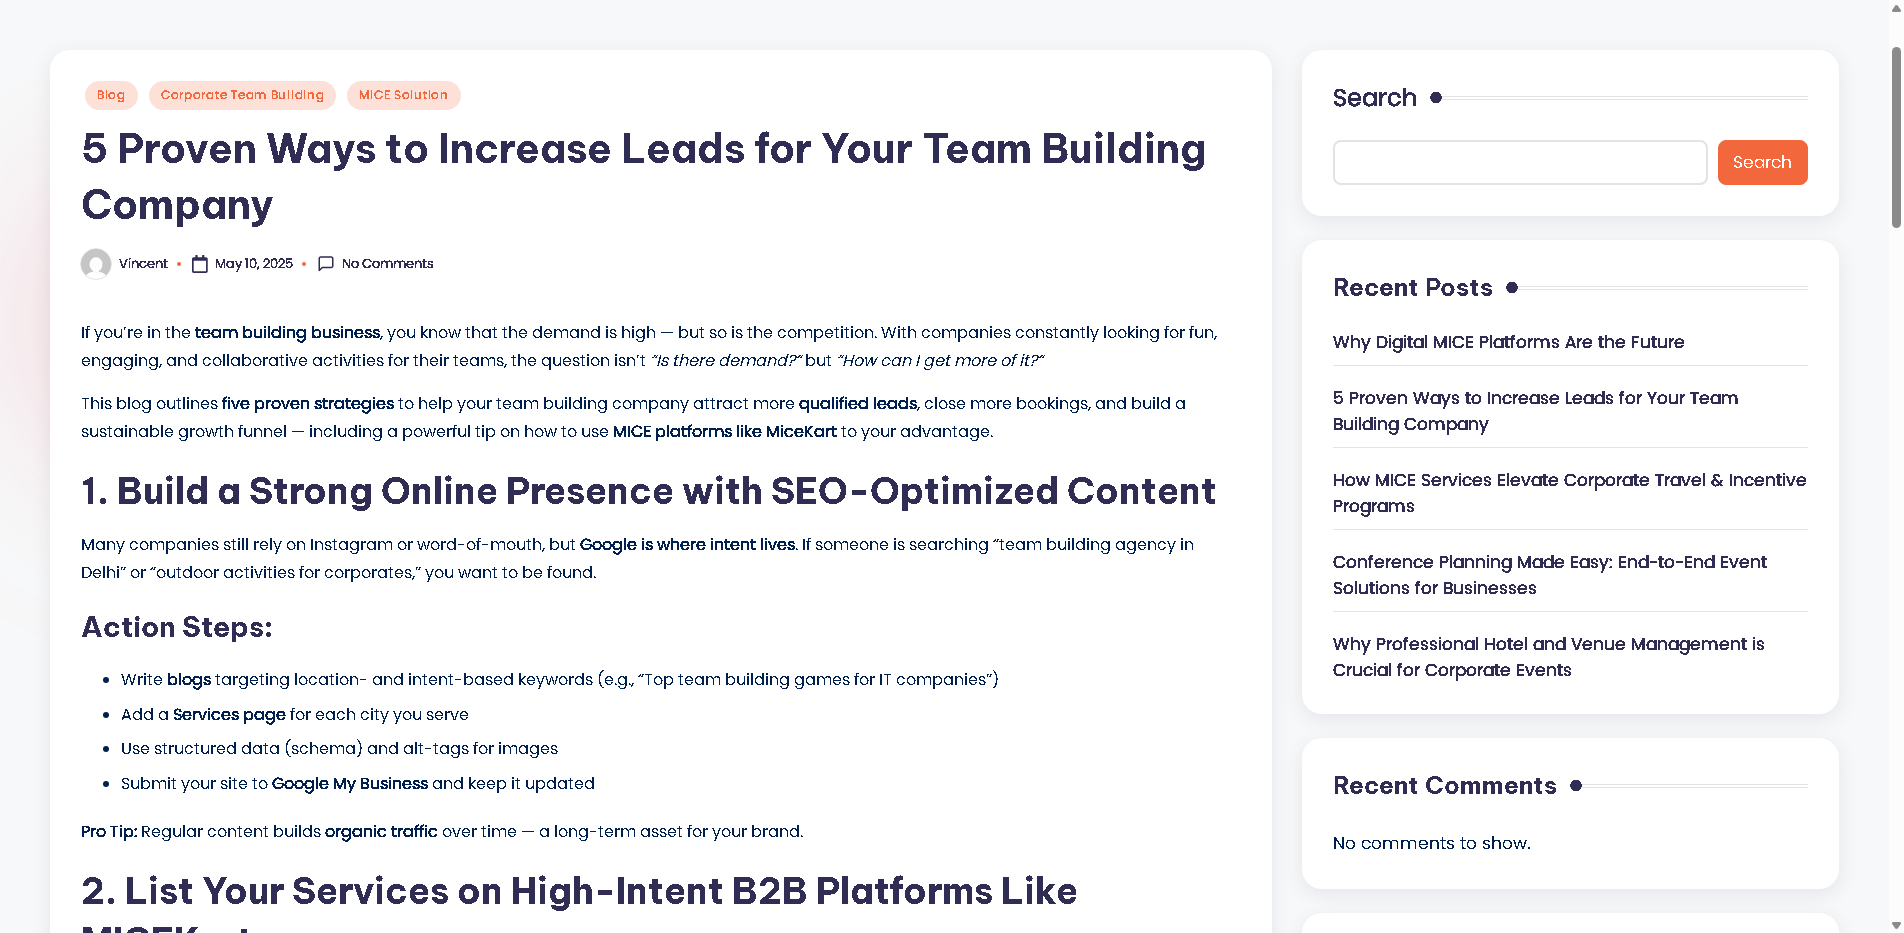 Blog
Corporate Team Building
MICE Solution
5 Proven Ways to Increase Leads for Your Team Building
Company
Vincent
May 10, 2025
No Comments
If you’re in the team building business, you know that the demand is high — but so is the competition. With companies constantly looking for fun,
engaging, and collaborative activities for their teams, the question isn’t “Is there demand?” but “How can I get more of it?”
This blog outlines five proven strategies to help your team building company attract more qualified leads, close more bookings, and build a
sustainable growth funnel — including a powerful tip on how to use MICE platforms like MiceKart to your advantage.
1. Build a Strong Online Presence with SEO-Optimized Content
Many companies still rely on Instagram or word-of-mouth, but Google is where intent lives. If someone is searching “team building agency in
Delhi” or “outdoor activities for corporates,” you want to be found.
Action Steps:
• Write blogs targeting location- and intent-based keywords (e.g., “Top team building games for IT companies”)
• Add a Services page for each city you serve
• Use structured data (schema) and alt-tags for images
• Submit your site to Google My Business and keep it updated
Pro Tip: Regular content builds organic traffic over time — a long-term asset for your brand.
2. List Your Services on High-Intent B2B Platforms Like
Search
Search
Recent Posts
Why Digital MICE Platforms Are the Future
5 Proven Ways to Increase Leads for Your Team
Building Company
How MICE Services Elevate Corporate Travel & Incentive
Programs
Conference Planning Made Easy: End-to-End Event
Solutions for Businesses
Why Professional Hotel and Venue Management is
Crucial for Corporate Events
Recent Comments
No comments to show.